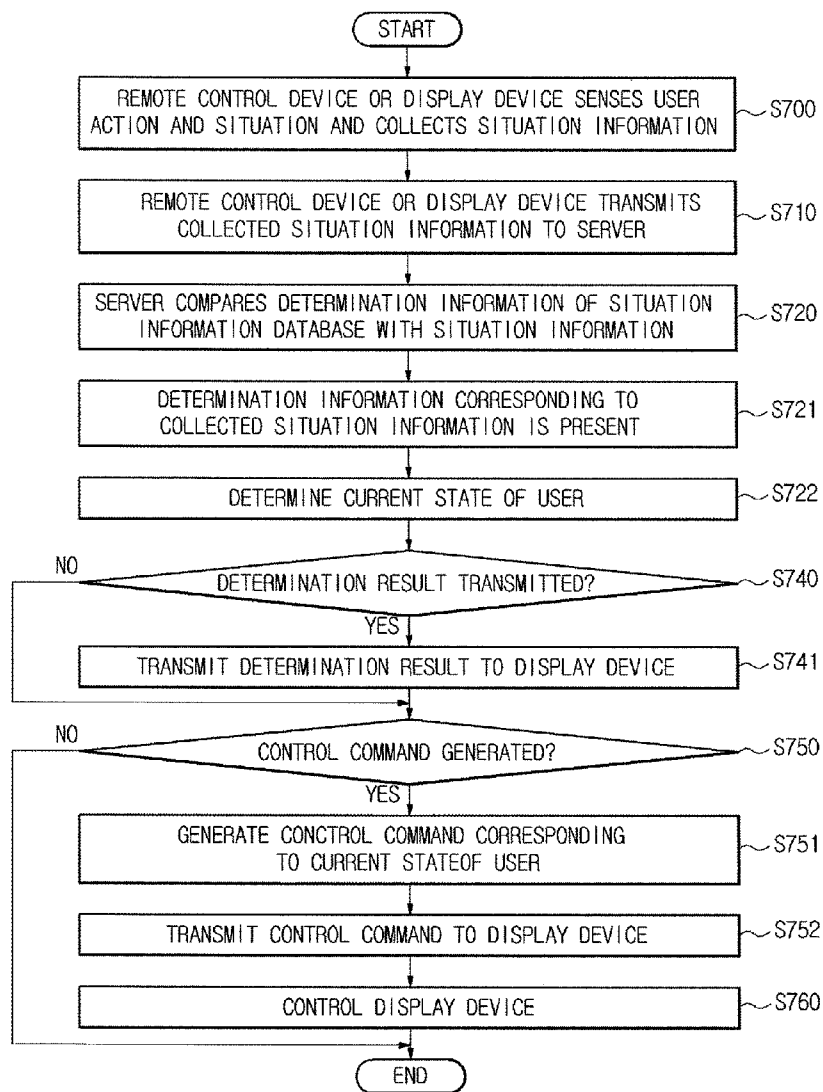 START
REMOTE CONTROL DEVICE OR DISPLAY DEVICE SENSES USER
ACTION AND SITUATION AND COLLECTS SITUATION INFORMATION
S700
REMOTE CONTROL DEVICE OR DISPLAY DEVICE TRANSMITS
COLLECTED SITUATION INFORMATION TO SERVER
S710
SERVER COMPARES DETERMINATION INFORMATION OF SITUATION
INFORMATION DATABASE WITH SITUATION INFORMATION
S720
DETERMINATION INFORMATION CORRESPONDING TO
COLLECTED SITUATION INFORMATION IS PRESENT
S721
DETERMINE CURRENT STATE OF USER
S722
NO
DETERMINATION RESULT TRANSMITTED?
S740
YES
TRANSMIT DETERMINATION RESULT TO DISPLAY DEVICE
S741
NO
CONTROL COMMAND GENERATED?
S750
YES
GENERATE CONCTROL COMMAND CORRESPONDING
TO CURRENT STATEOF USER
S751
TRANSMIT CONTROL COMMAND TO DISPLAY DEVICE
S752
CONTROL DISPLAY DEVICE
S760
END